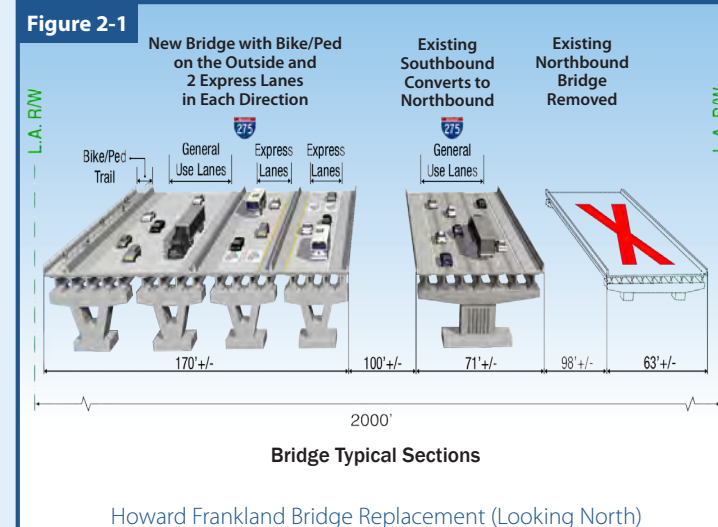 Figure 2-1
New Bridge with Bike/Ped
on the Outside and
2 Express Lanes
in Each Direction
Existing
Southbound
Converts to
Northbound
Existing
Northbound
Bridge
Removed
L.A. R/W
L.A. R/W
275
275
Bike/Ped
Trail
General
Use Lanes
Express
Lanes
Express
Lanes
General
Use Lanes
170'+/-
100'+/-
71'+/-
98'+/-
63'+/-
2000'
Bridge Typical Sections
Howard Frankland Bridge Replacement (Looking North)